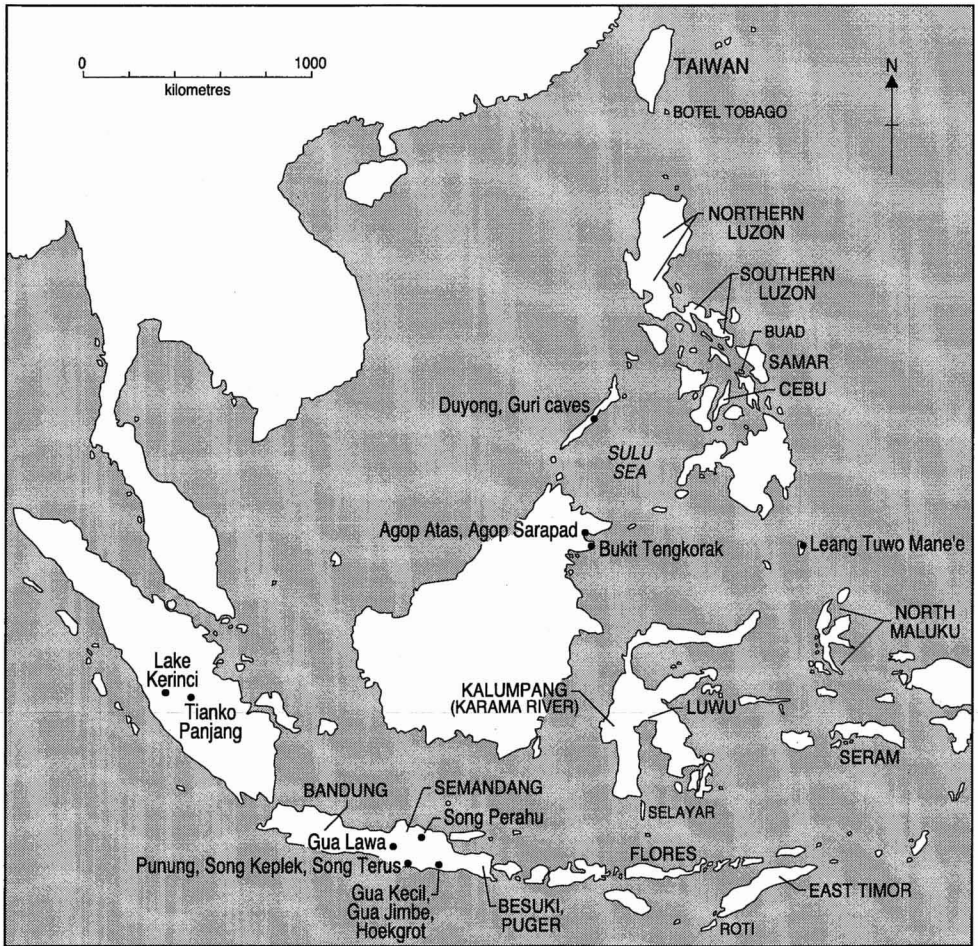 0 1000
kilometres
N
TAIWAN
BOTEL TOBAGO
NORTHERN
LUZON
SOUTHERN
LUZON
BUAD
SAMAR
CEBU
Duyong, Guri caves
SULU
SEA
Agop Atas, Agop Sarapad
Bukit Tengkorak
Leang Tuwo Mane'e
NORTH
MALUKU
Lake
Kerinci
Tianko
Panjang
KALUMPANG
(KARAMA RIVER)
LUWU
SERAM
BANDUNG
SEMANDANG
SELAYAR
Song Perahu
Gua Lawa
FLORES
Punung, Song Keplek, Song Terus
EAST TIMOR
Gua Kecil,
Gua Jimbe,
Hoekgrot
BESUKI,
PUGER
ROTI